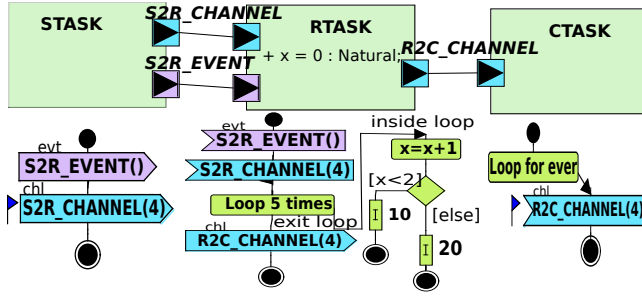 STASK
S2R_CHANNEL
RTASK
CTASK
+ x = 0 : Natural;
R2C_CHANNEL
S2R_EVENT
evt
S2R_EVENT()
chl
S2R_CHANNEL(4)
evt
S2R_EVENT()
S2R_CHANNEL(4)
Loop 5 times
exit loop
chl
R2C_CHANNEL(4)
inside loop
x=x+1
[x<2]
[else]
10
20
Loop for ever
chl
R2C_CHANNEL(4)